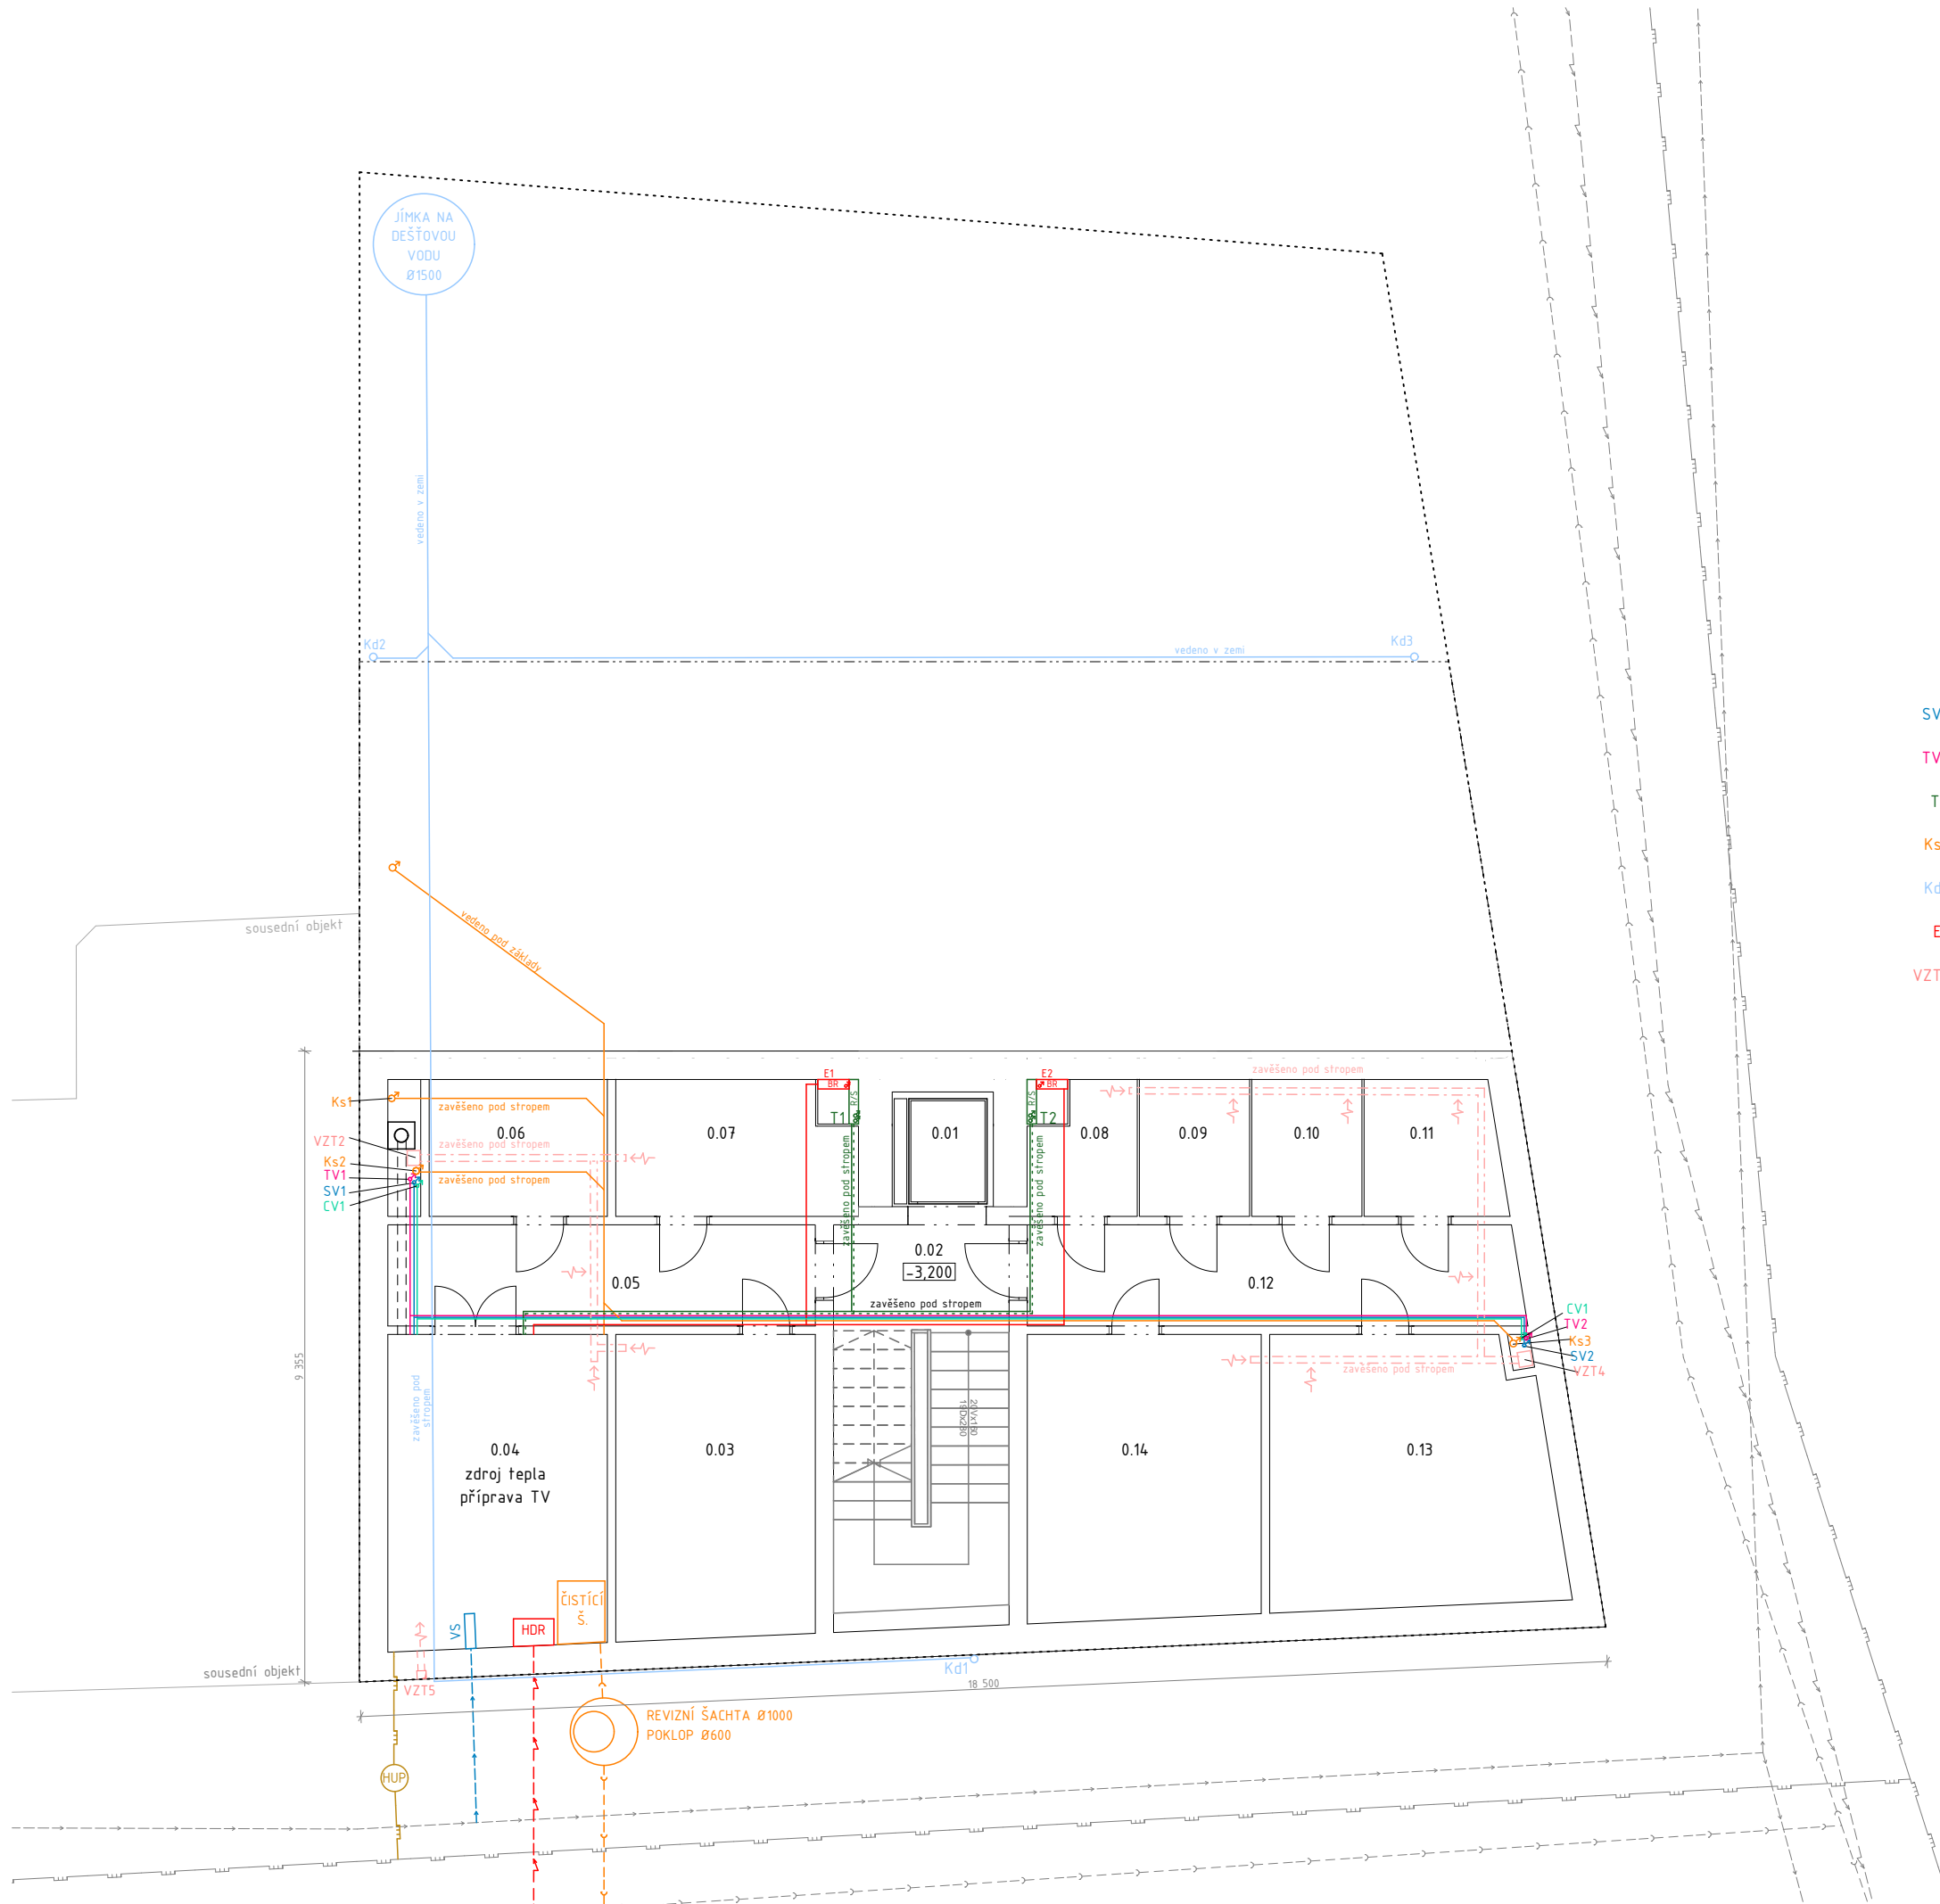 JÍMKA NA
DEŠŤOVOU
VODU
Ø1500
vedeno v zemi
Kd2
vedeno v zemi
Kd3
SV
TV
T
Ks
Kd
E
VZT
sousední objekt
vedeno pod základy
Ks1
zavěšeno pod stropem
VZT2
zavěšeno pod stropem
Ks2
TV1
zavěšeno pod stropem
SV1
CV1
0.06
0.07
E1
BR
R/S
T1
zavěšeno pod stropem
0.01
E2
BR
R/S
T2
zavěšeno pod stropem
zavěšeno pod stropem
0.08
0.09
0.10
0.11
0.02
-3,200
0.05
0.12
zavěšeno pod stropem
CV1
TV2
Ks3
SV2
VZT4
zavěšeno pod stropem
9 355
zavěšeno pod
stropem
0.04
zdroj tepla
příprava TV
0.03
20Vx160
19Dx280
0.14
0.13
ČISTÍCÍ
Š.
VS
HDR
sousední objekt
VZT5
Kd1
18 500
REVIZNÍ ŠACHTA Ø1000
POKLOP Ø600
HUP